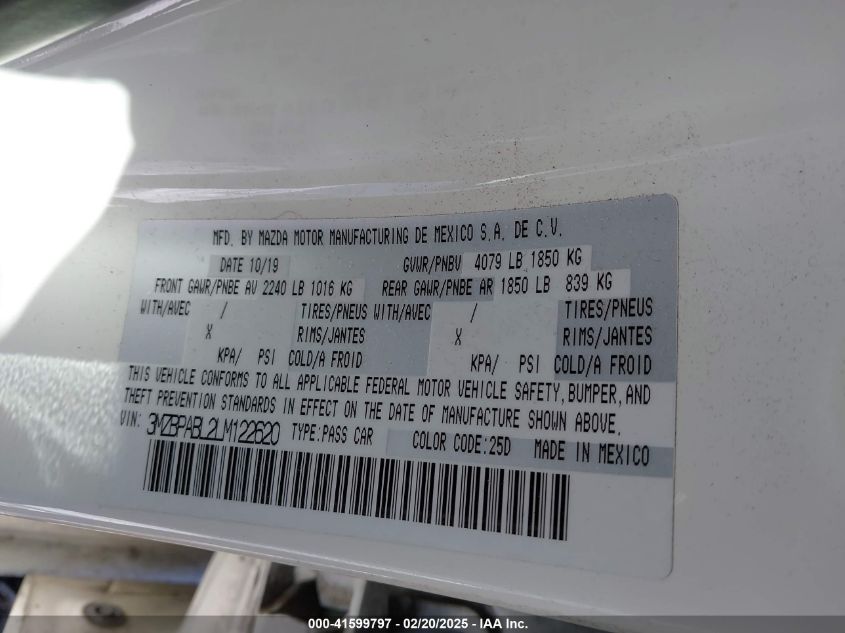 MFD. BY MAZDA MOTOR MANUFACTURING DE MEXICO S.A. DE C.V.
DATE 10/19 GVWR/PNBV 4079 LB 1850 KG
FRONT GAWR/PNBE AV 2240 LB 1016 KG REAR GAWR/PNBE AR 1850 LB 839 KG
WITH/AVEC / TIRES/PNEUS WITH/AVEC / TIRES/PNEUS
X RIMS/JANTES X RIMS/JANTES
KPA/ PSI COLD/A FROID KPA/ PSI COLD/A FROID
THIS VEHICLE CONFORMS TO ALL APPLICABLE FEDERAL MOTOR VEHICLE SAFETY, BUMPER, AND
THEFT PREVENTION STANDARDS IN EFFECT ON THE DATE OF MANUFACTURE SHOWN ABOVE.
VIN: 3MZBPABL2LM122620 TYPE:PASS CAR COLOR CODE:25D MADE IN MEXICO
000-41599797 - 02/20/2025 - IAA Inc.